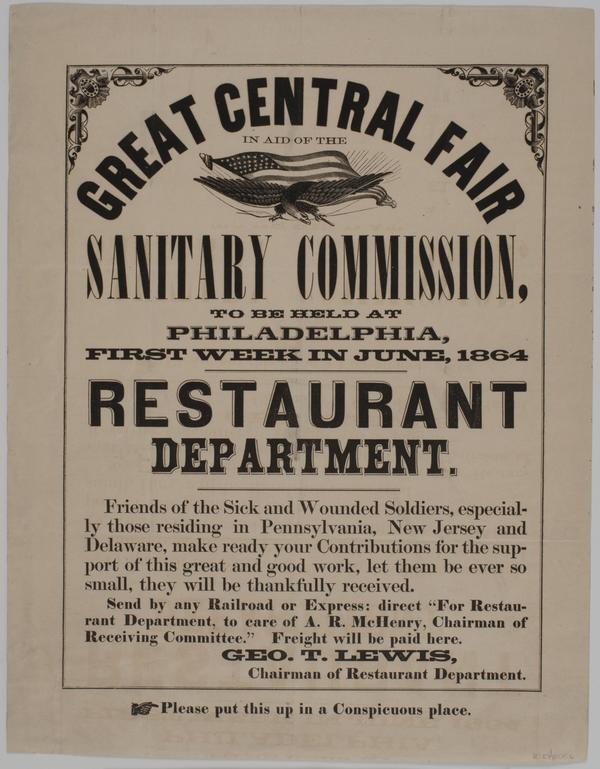 GREAT CENTRAL FAIR
IN AID OF THE
SANITARY COMMISSION,
TO BE HELD AT
PHILADELPHIA,
FIRST WEEK IN JUNE, 1864
RESTAURANT
DEPARTMENT.
Friends of the Sick and Wounded Soldiers, especial-
ly those residing in Pennsylvania, New Jersey and
Delaware, make ready your Contributions for the sup-
port of this great and good work, let them be ever so
small, they will be thankfully received.
Send by any Railroad or Express: direct "For Restau-
rant Department, to care of A. R. McHenry, Chairman of
Receiving Committee." Freight will be paid here.
GEO. T. LEWIS,
Chairman of Restaurant Department.
Please put this up in a Conspicuous place.